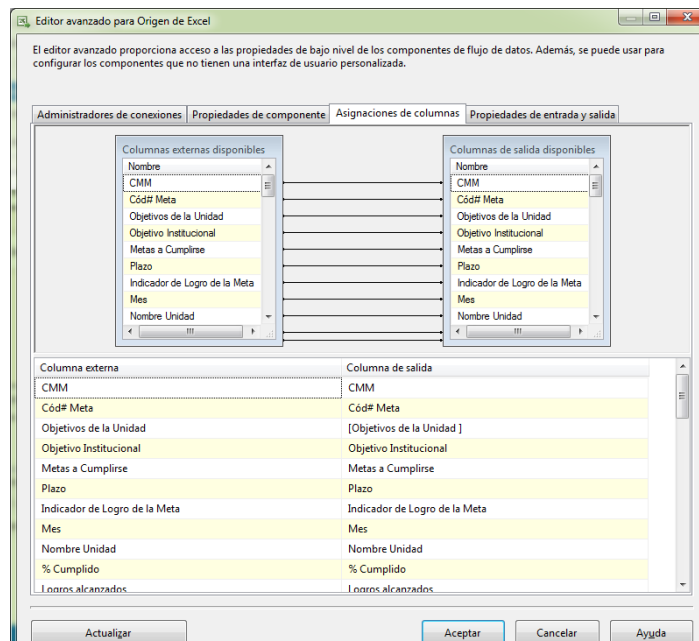 Editor avanzado para Origen de Excel
El editor avanzado proporciona acceso a las propiedades de bajo nivel de los componentes de flujo de datos. Además, se puede usar para
configurar los componentes que no tienen una interfaz de usuario personalizada.
Administradores de conexiones Propiedades de componente Asignaciones de columnas Propiedades de entrada y salida
Columnas externas disponibles
Nombre
CMM
Cód# Meta
Objetivos de la Unidad
Objetivo Institucional
Metas a Cumplirse
Plazo
Indicador de Logro de la Meta
Mes
Nombre Unidad
Columnas de salida disponibles
Nombre
CMM
Cód# Meta
Objetivos de la Unidad
Objetivo Institucional
Metas a Cumplirse
Plazo
Indicador de Logro de la Meta
Mes
Nombre Unidad
Columna externa Columna de salida
CMM CMM
Cód# Meta Cód# Meta
Objetivos de la Unidad [Objetivos de la Unidad ]
Objetivo Institucional Objetivo Institucional
Metas a Cumplirse Metas a Cumplirse
Plazo Plazo
Indicador de Logro de la Meta Indicador de Logro de la Meta
Mes Mes
Nombre Unidad Nombre Unidad
% Cumplido % Cumplido
Logros alcanzados Logros alcanzados
Actualizar Aceptar Cancelar Ayuda